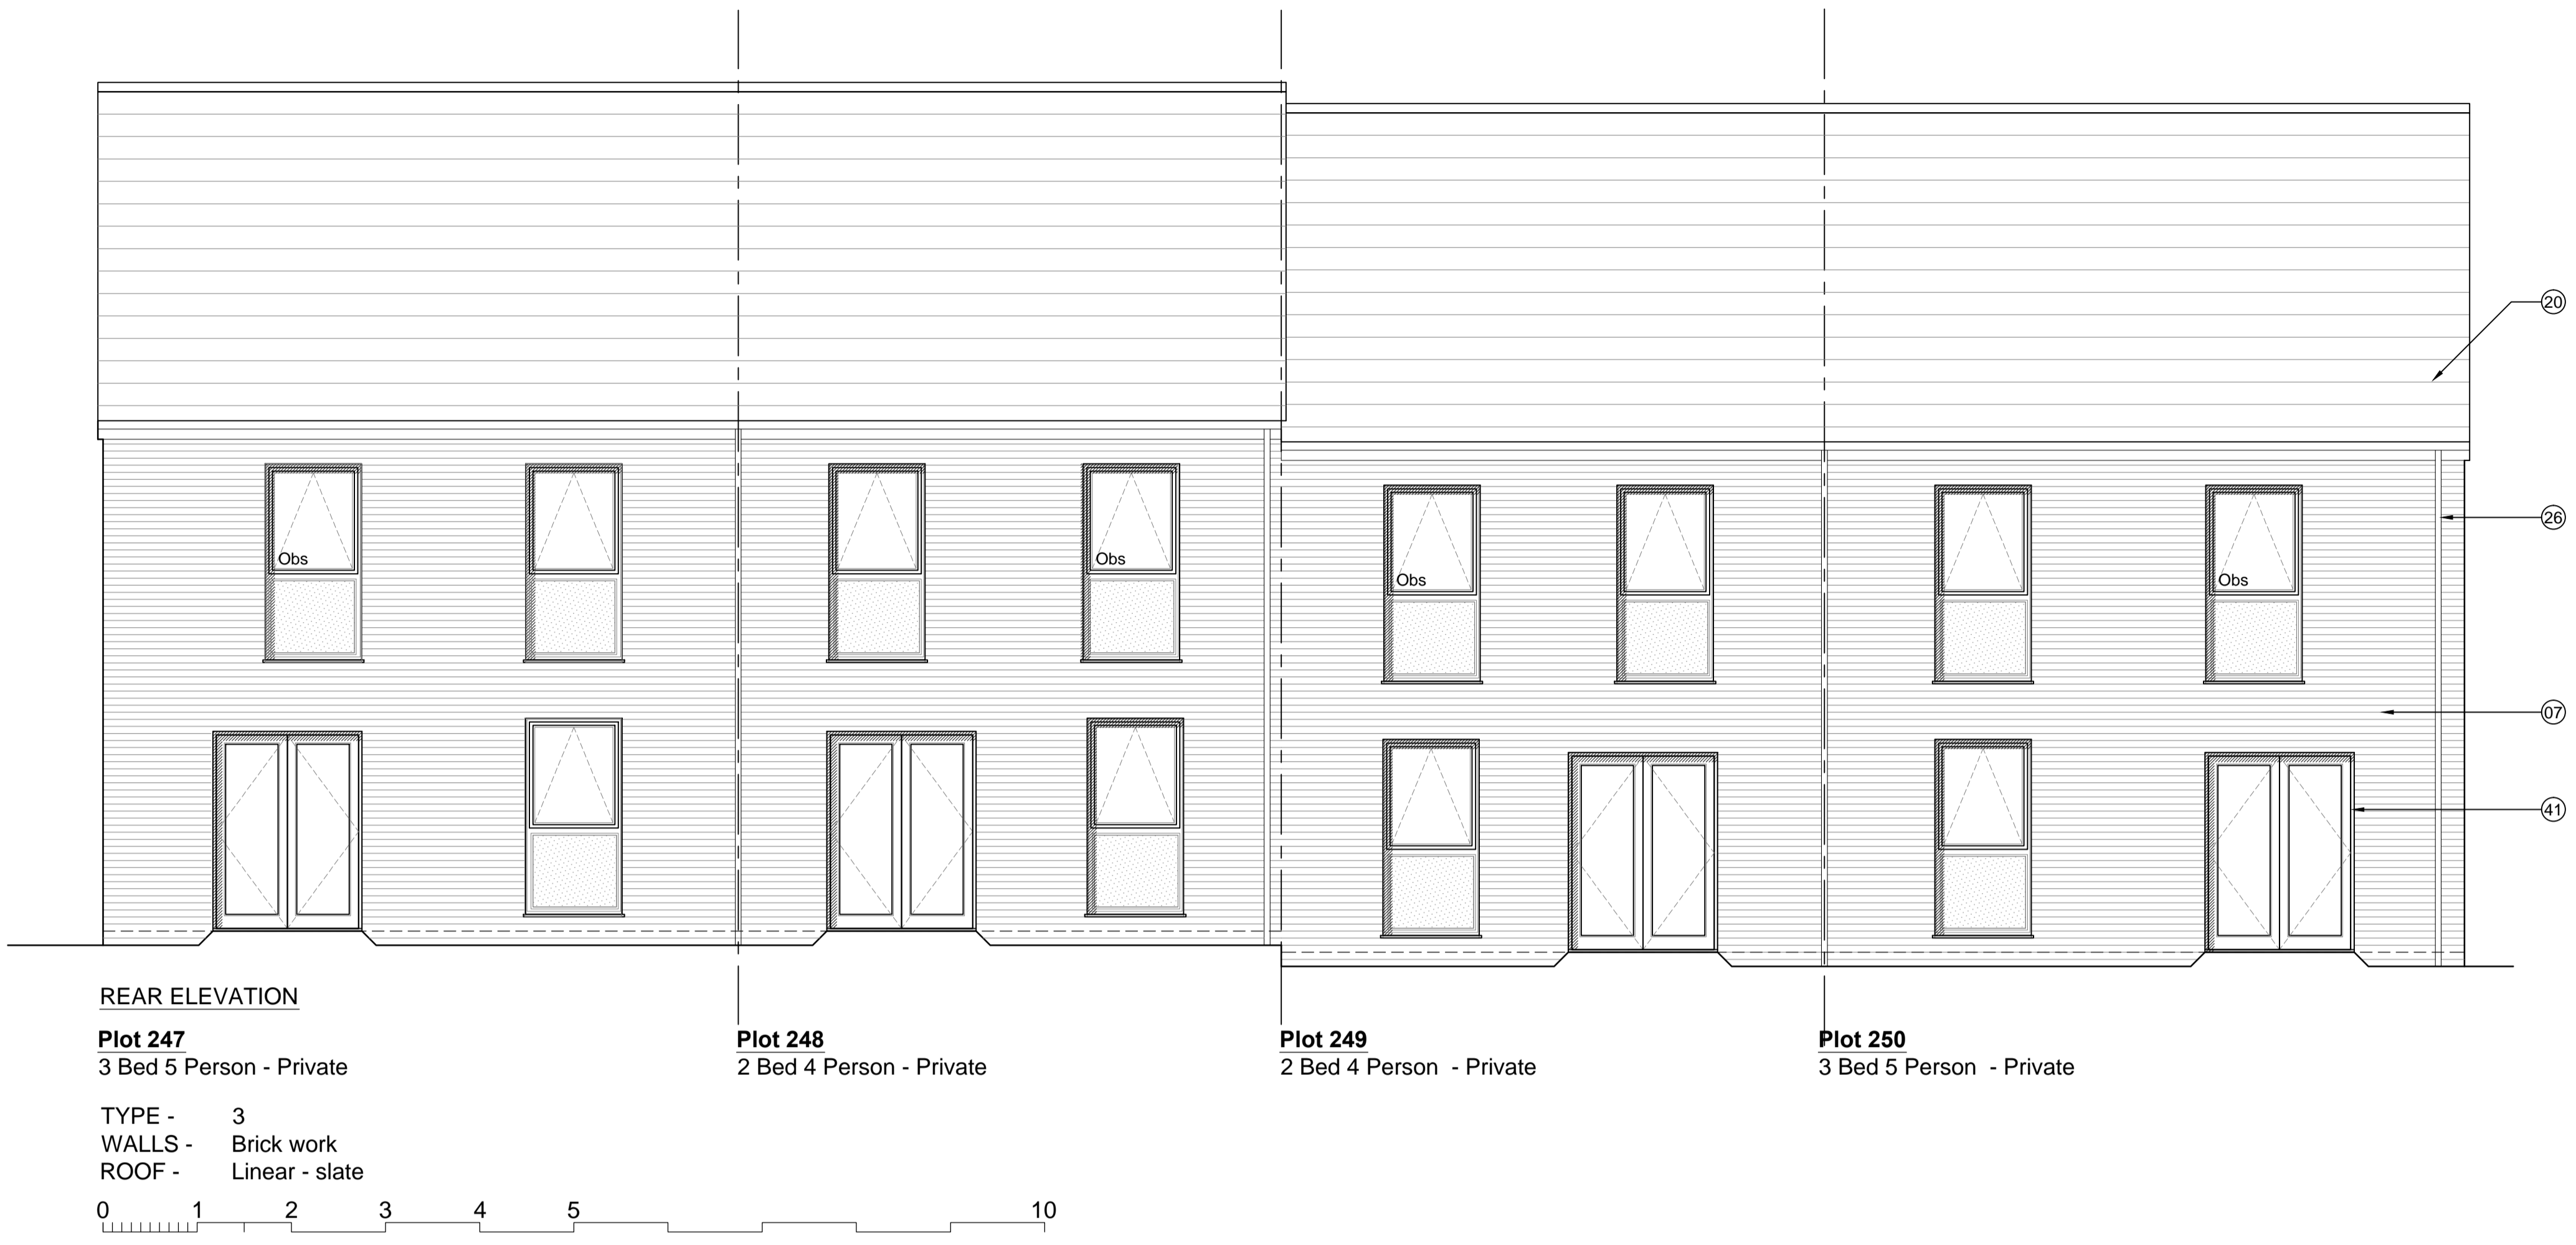 20
26
Obs
Obs
Obs
Obs
07
41
REAR ELEVATION
Plot 247
3 Bed 5 Person - Private
Plot 248
2 Bed 4 Person - Private
Plot 249
2 Bed 4 Person - Private
Plot 250
3 Bed 5 Person - Private
TYPE - 3
WALLS - Brick work
ROOF - Linear - slate
0 1 2 3 4 5 10